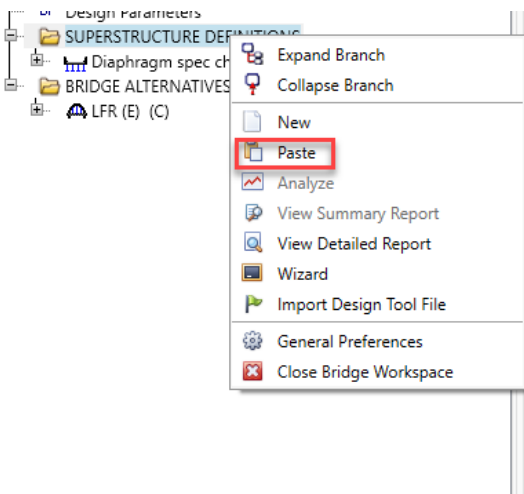 Design Parameters
SUPERSTRUCTURE DEFINITIONS
Diaphragm spec ch
BRIDGE ALTERNATIVES
LFR (E) (C)
Expand Branch
Collapse Branch
New
Paste
Analyze
View Summary Report
View Detailed Report
Wizard
Import Design Tool File
General Preferences
Close Bridge Workspace